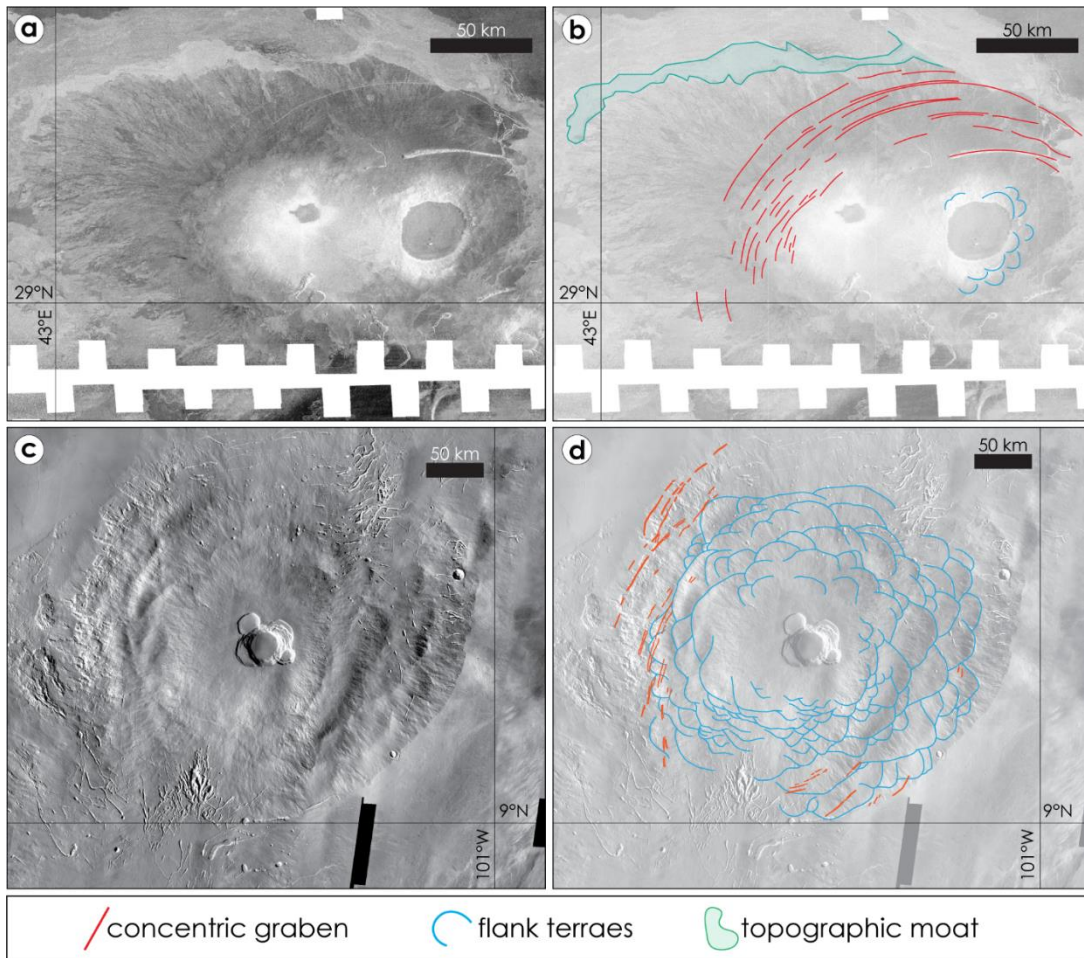 a
50 km
b
50 km
29°N
43°E
29°N
43°E
c
50 km
d
50 km
9°N
101°W
9°N
101°W
concentric graben
flank terraes
topographic moat